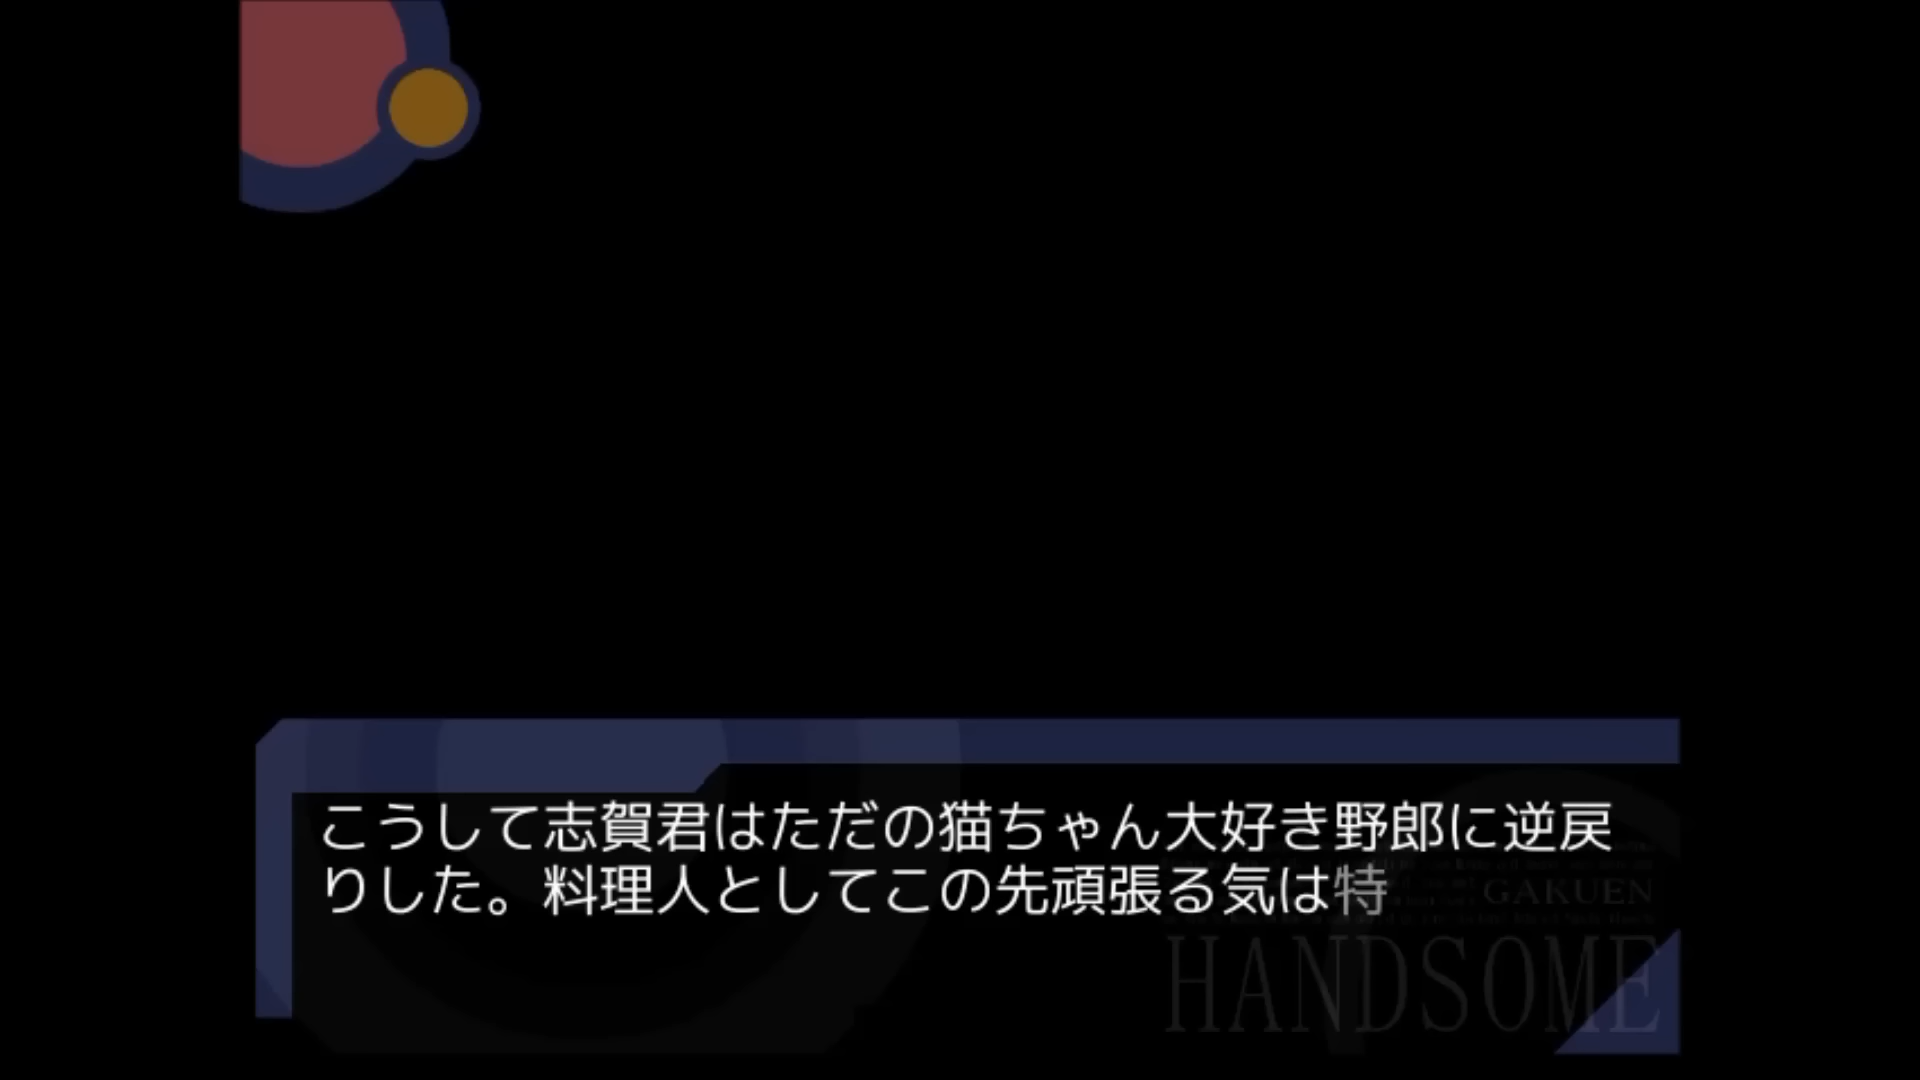 こうして志賀君はただの猫ちゃん大好き野郎に逆戻
りした。料理人としてこの先頑張る気は特
GAKUEN
HANDSOME